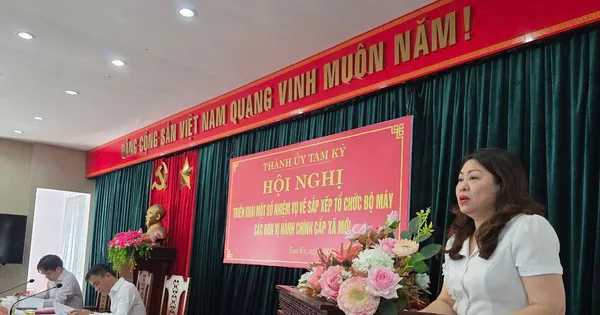 ĐẢNG CỘNG SẢN VIỆT NAM QUANG VINH MUÔN NĂM!
THÀNH ỦY TAM KỲ
HỘI NGHỊ
TRIỂN KHAI MỘT SỐ NHIỆM VỤ VỀ SẮP XẾP TỔ CHỨC BỘ MÁY
CÁC ĐƠN VỊ HÀNH CHÍNH CẤP XÃ MỚI
Tam Kỳ,